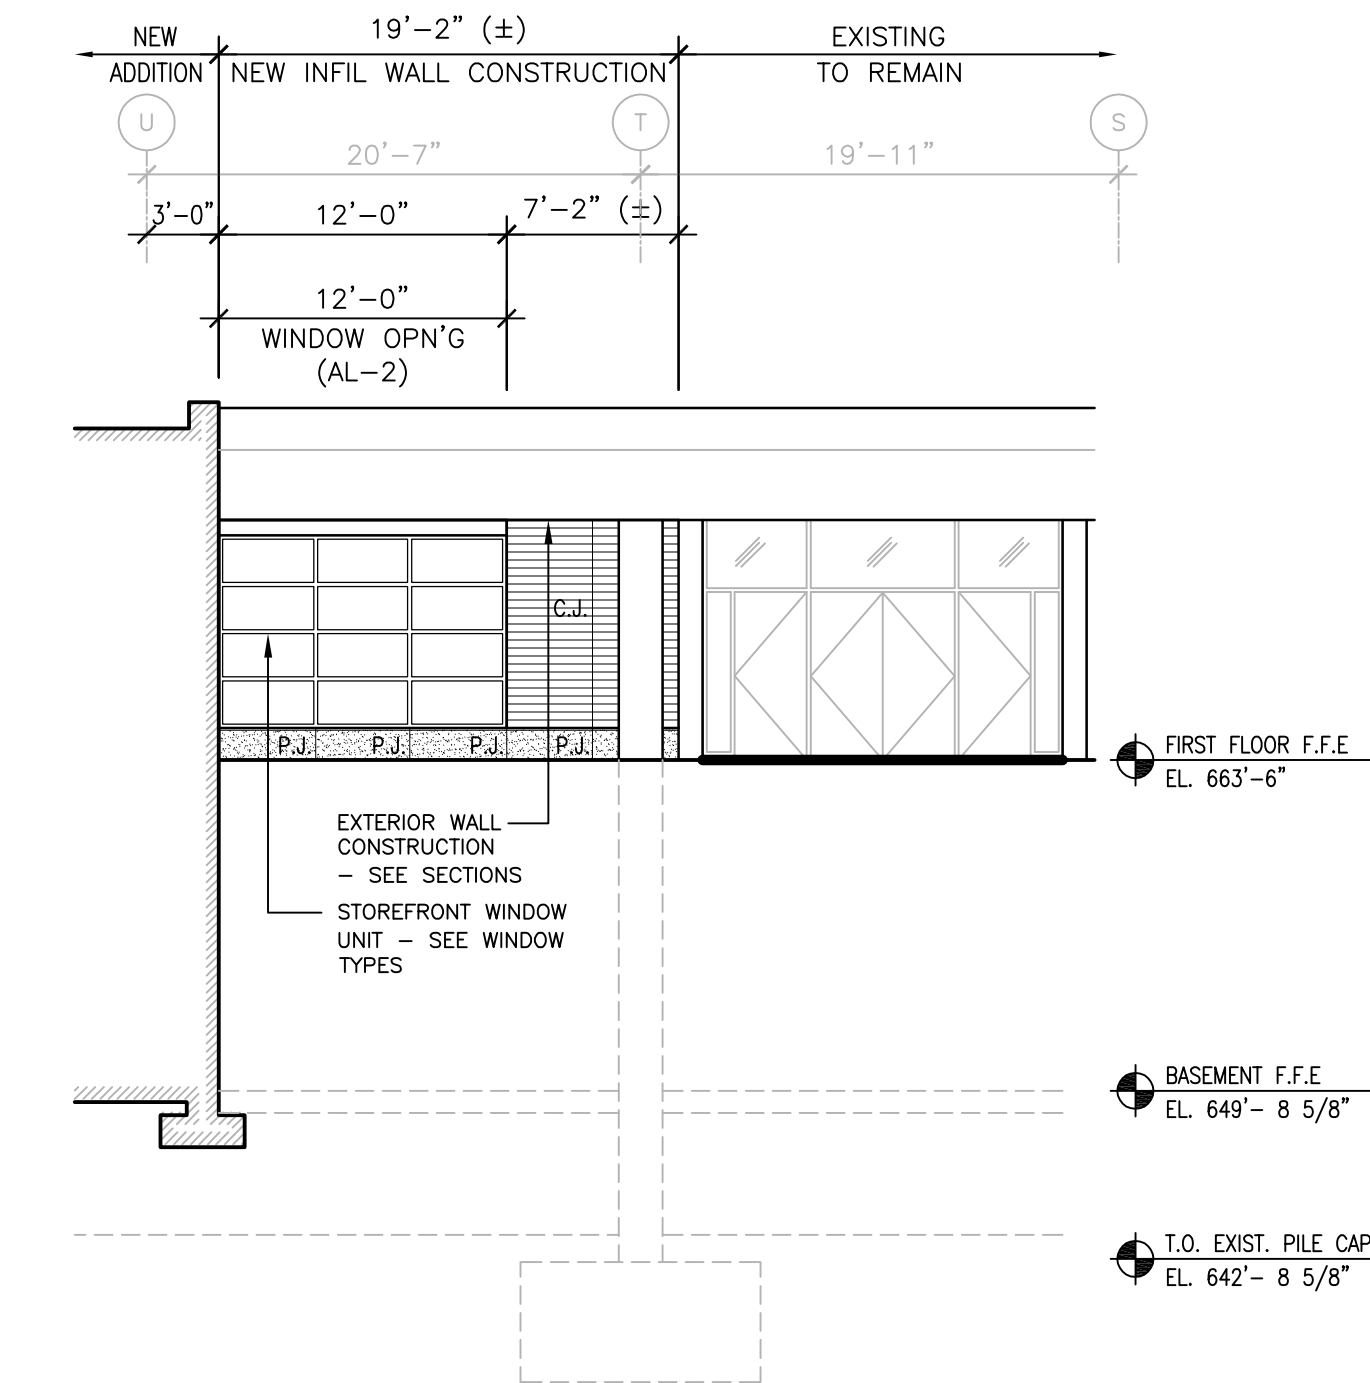 NEW
ADDITION
19'-2" (±)
NEW INFIL WALL CONSTRUCTION
EXISTING
TO REMAIN
U
T
S
20'-7"
19'-11"
3'-0"
12'-0"
7'-2" (±)
12'-0"
WINDOW OPN'G
(AL-2)
C.J.
P.J.
P.J.
P.J.
P.J.
FIRST FLOOR F.F.E
EL. 663'-6"
EXTERIOR WALL
CONSTRUCTION
- SEE SECTIONS
STOREFRONT WINDOW
UNIT - SEE WINDOW
TYPES
BASEMENT F.F.E
EL. 649'- 8 5/8"
T.O. EXIST. PILE CAP
EL. 642'- 8 5/8"